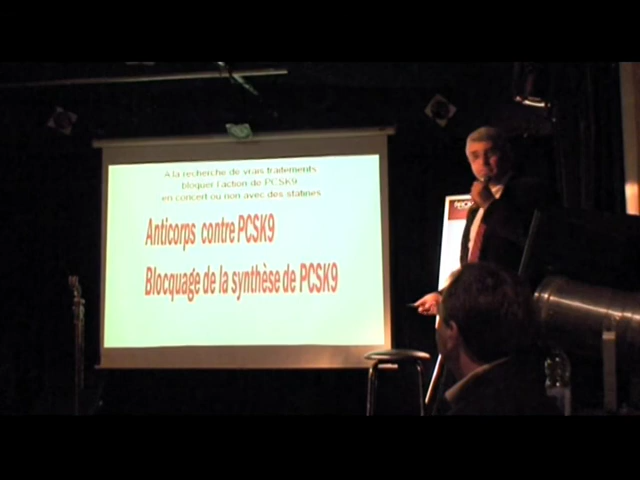 A la recherche de vrais traitements
bloquer l'action de PCSK9
en concert ou non avec des statines
Anticorps contre PCSK9
Blocquage de la synthèse de PCSK9